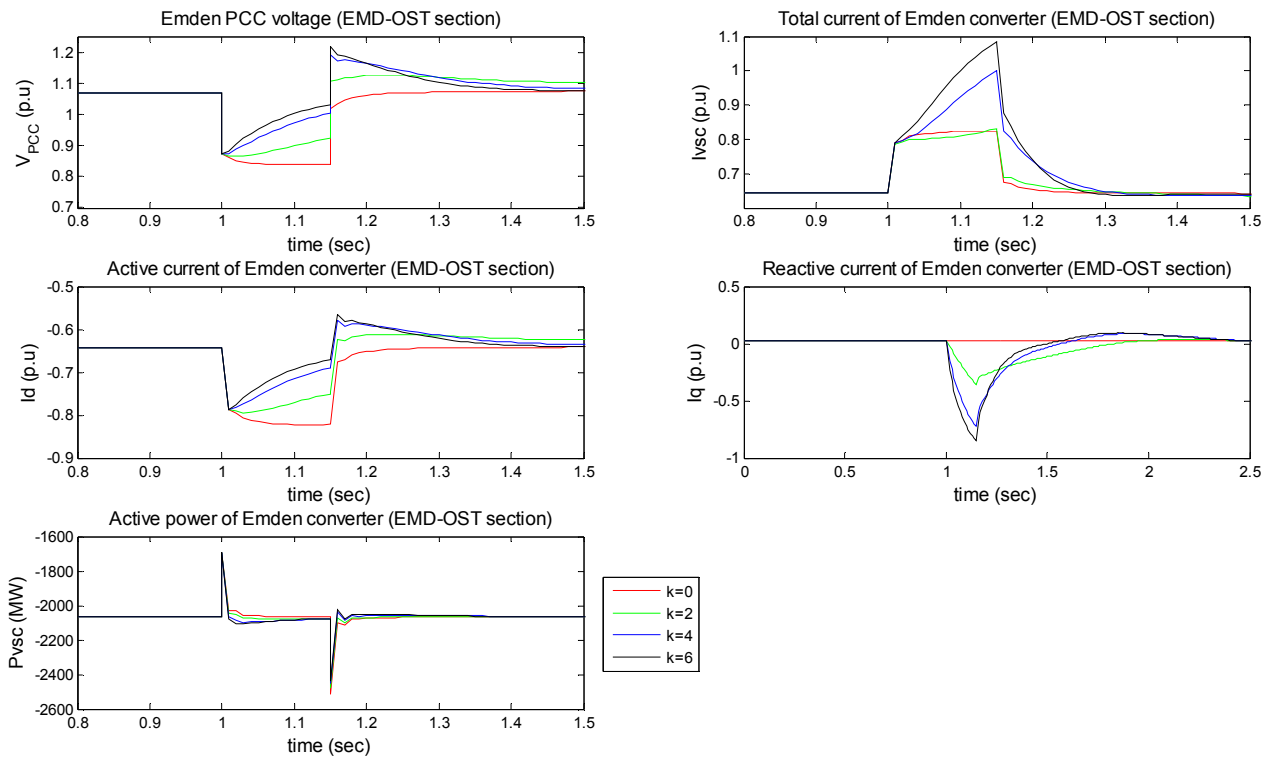 Emden PCC voltage (EMD-OST section)
1.2
1.1
1
0.9
0.8
0.7
V_PCC (p.u)
0.8 0.9 1 1.1 1.2 1.3 1.4 1.5
time (sec)
Total current of Emden converter (EMD-OST section)
1.1
1
0.9
0.8
0.7
Ivsc (p.u)
0.8 0.9 1 1.1 1.2 1.3 1.4 1.5
time (sec)
Active current of Emden converter (EMD-OST section)
-0.5
-0.6
-0.7
-0.8
-0.9
Id (p.u)
0.8 0.9 1 1.1 1.2 1.3 1.4 1.5
time (sec)
Reactive current of Emden converter (EMD-OST section)
0.5
0
-0.5
-1
Iq (p.u)
0 0.5 1 1.5 2 2.5
time (sec)
Active power of Emden converter (EMD-OST section)
-1600
-1800
-2000
-2200
-2400
-2600
Pvsc (MW)
0.8 0.9 1 1.1 1.2 1.3 1.4 1.5
time (sec)
k=0
k=2
k=4
k=6